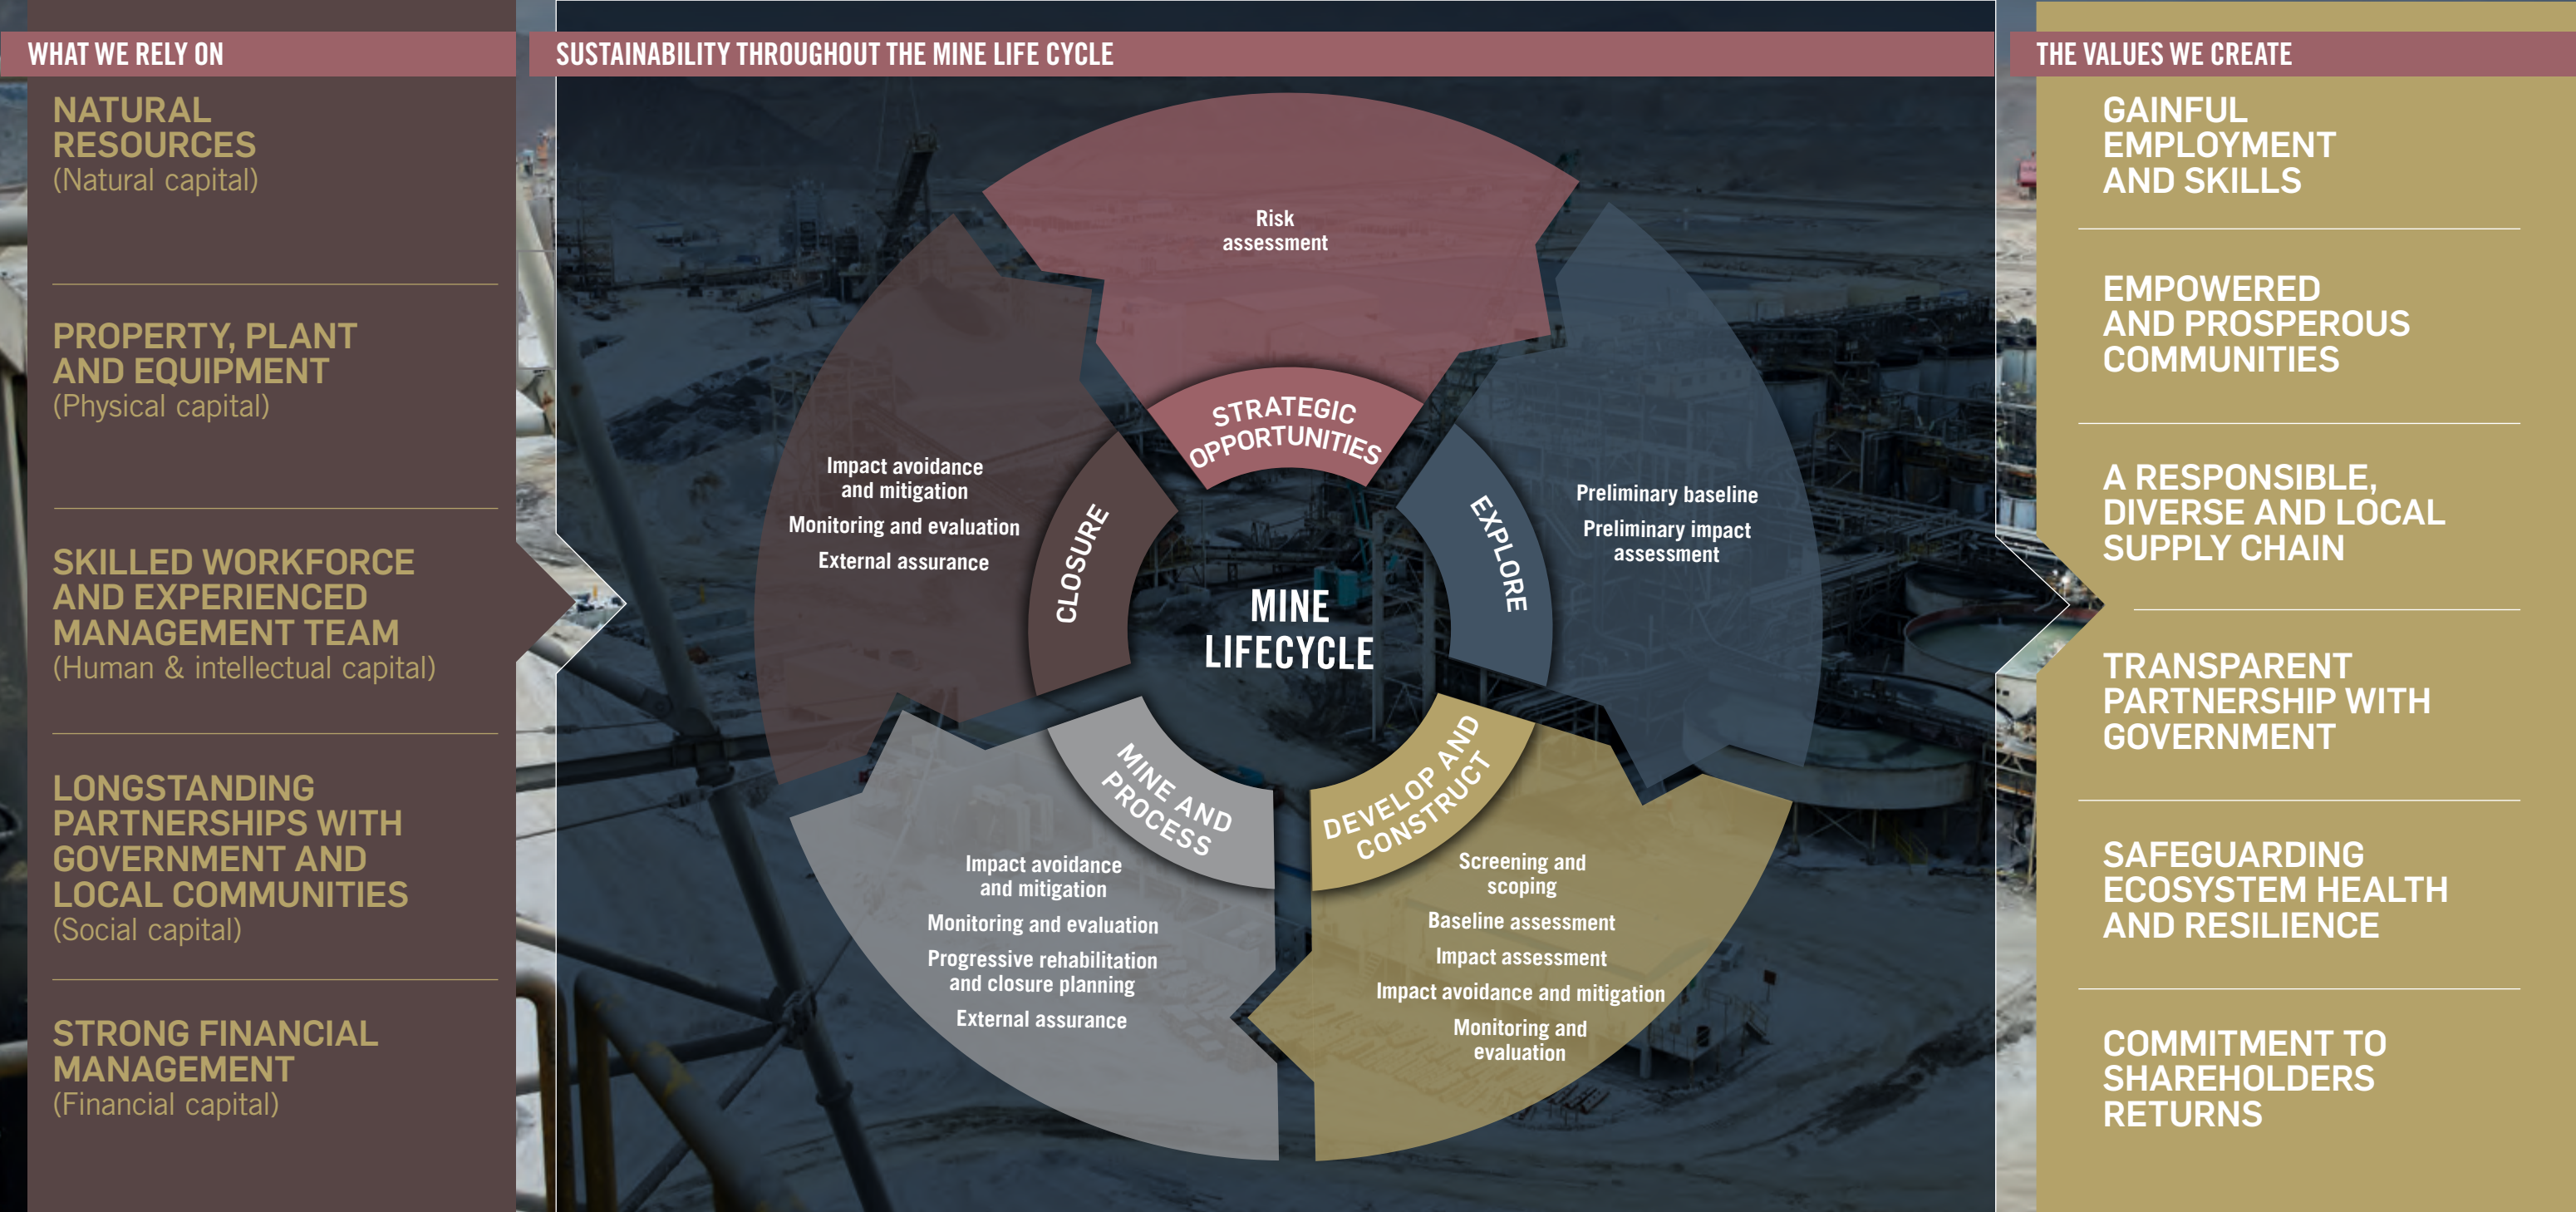 WHAT WE RELY ON
NATURAL
RESOURCES
(Natural capital)
PROPERTY, PLANT
AND EQUIPMENT
(Physical capital)
SKILLED WORKFORCE
AND EXPERIENCED
MANAGEMENT TEAM
(Human & intellectual capital)
LONGSTANDING
PARTNERSHIPS WITH
GOVERNMENT AND
LOCAL COMMUNITIES
(Social capital)
STRONG FINANCIAL
MANAGEMENT
(Financial capital)
SUSTAINABILITY THROUGHOUT THE MINE LIFE CYCLE
Risk
assessment
STRATEGIC
OPPORTUNITIES
EXPLORE
Preliminary baseline
Preliminary impact
assessment
DEVELOP AND
CONSTRUCT
Screening and
scoping
Baseline assessment
Impact assessment
Impact avoidance and mitigation
Monitoring and
evaluation
MINE AND
PROCESS
Impact avoidance
and mitigation
Monitoring and evaluation
Progressive rehabilitation
and closure planning
External assurance
CLOSURE
Impact avoidance
and mitigation
Monitoring and evaluation
External assurance
MINE
LIFECYCLE
THE VALUES WE CREATE
GAINFUL
EMPLOYMENT
AND SKILLS
EMPOWERED
AND PROSPEROUS
COMMUNITIES
A RESPONSIBLE,
DIVERSE AND LOCAL
SUPPLY CHAIN
TRANSPARENT
PARTNERSHIP WITH
GOVERNMENT
SAFEGUARDING
ECOSYSTEM HEALTH
AND RESILIENCE
COMMITMENT TO
SHAREHOLDERS
RETURNS